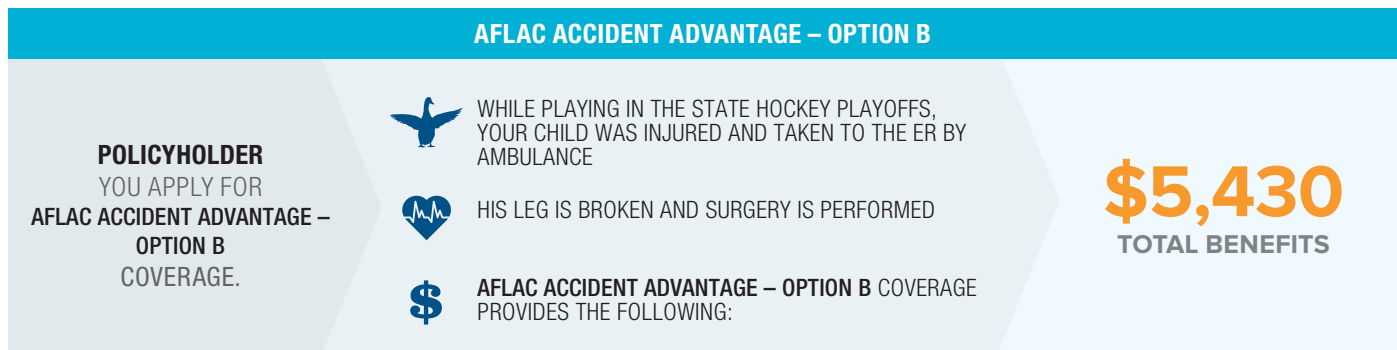 AFLAC ACCIDENT ADVANTAGE – OPTION B
POLICYHOLDER
YOU APPLY FOR
AFLAC ACCIDENT ADVANTAGE –
OPTION B
COVERAGE.
WHILE PLAYING IN THE STATE HOCKEY PLAYOFFS,
YOUR CHILD WAS INJURED AND TAKEN TO THE ER BY
AMBULANCE
HIS LEG IS BROKEN AND SURGERY IS PERFORMED
$
AFLAC ACCIDENT ADVANTAGE – OPTION B COVERAGE
PROVIDES THE FOLLOWING:
$5,430
TOTAL BENEFITS